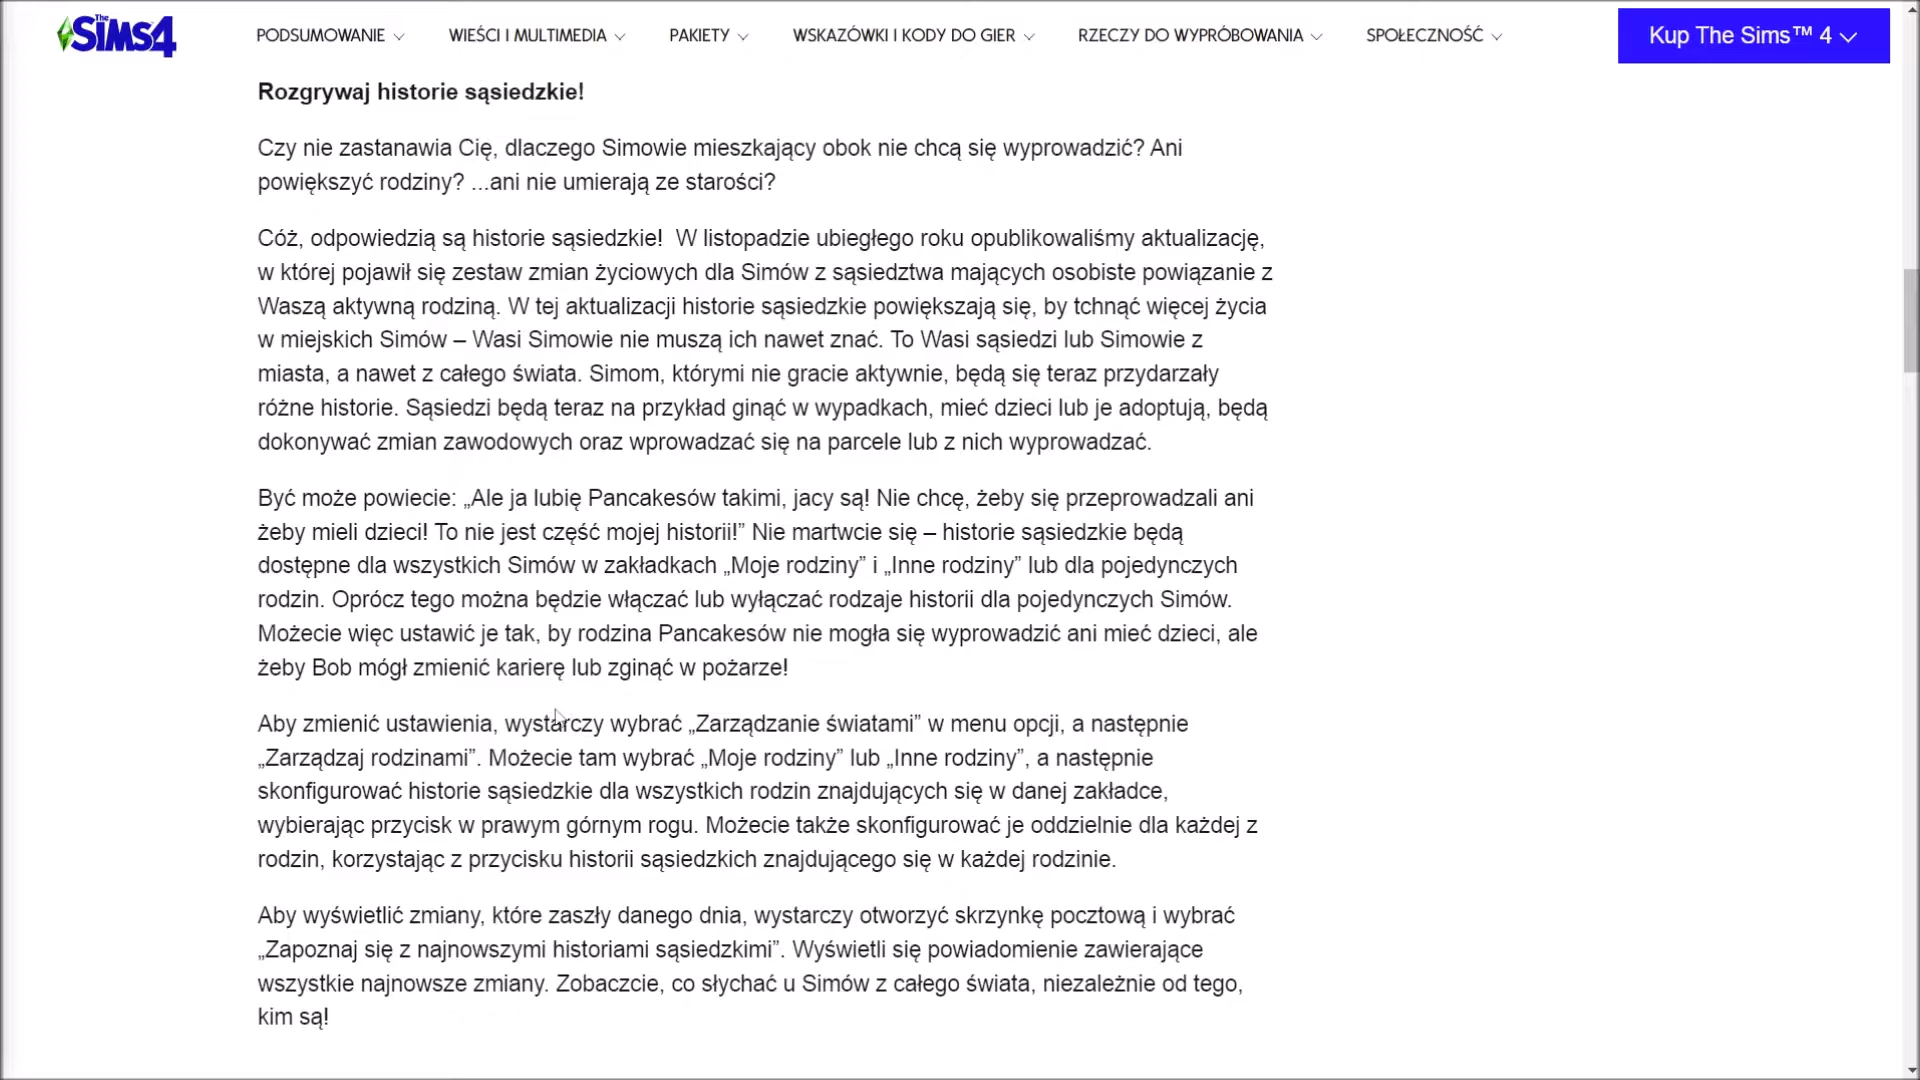 The Sims 4
PODSUMOWANIE
WIEŚCI I MULTIMEDIA
PAKIETY
WSKAZÓWKI I KODY DO GIER
RZECZY DO WYPRÓBOWANIA
SPOŁECZNOŚĆ
Kup The Sims™ 4
Rozgrywaj historie sąsiedzkie!
Czy nie zastanawia Cię, dlaczego Simowie mieszkający obok nie chcą się wyprowadzić? Ani
powiększyć rodziny? ...ani nie umierają ze starości?
Cóż, odpowiedzią są historie sąsiedzkie!  W listopadzie ubiegłego roku opublikowaliśmy aktualizację,
w której pojawił się zestaw zmian życiowych dla Simów z sąsiedztwa mających osobiste powiązanie z
Waszą aktywną rodziną. W tej aktualizacji historie sąsiedzkie powiększają się, by tchnąć więcej życia
w miejskich Simów – Wasi Simowie nie muszą ich nawet znać. To Wasi sąsiedzi lub Simowie z
miasta, a nawet z całego świata. Simom, którymi nie gracie aktywnie, będą się teraz przydarzały
różne historie. Sąsiedzi będą teraz na przykład ginąć w wypadkach, mieć dzieci lub je adoptują, będą
dokonywać zmian zawodowych oraz wprowadzać się na parcele lub z nich wyprowadzać.
Być może powiecie: „Ale ja lubię Pancakesów takimi, jacy są! Nie chcę, żeby się przeprowadzali ani
żeby mieli dzieci! To nie jest część mojej historii!” Nie martwcie się – historie sąsiedzkie będą
dostępne dla wszystkich Simów w zakładkach „Moje rodziny” i „Inne rodziny” lub dla pojedynczych
rodzin. Oprócz tego można będzie włączać lub wyłączać rodzaje historii dla pojedynczych Simów.
Możecie więc ustawić je tak, by rodzina Pancakesów nie mogła się wyprowadzić ani mieć dzieci, ale
żeby Bob mógł zmienić karierę lub zginąć w pożarze!
Aby zmienić ustawienia, wystarczy wybrać „Zarządzanie światami” w menu opcji, a następnie
„Zarządzaj rodzinami”. Możecie tam wybrać „Moje rodziny” lub „Inne rodziny”, a następnie
skonfigurować historie sąsiedzkie dla wszystkich rodzin znajdujących się w danej zakładce,
wybierając przycisk w prawym górnym rogu. Możecie także skonfigurować je oddzielnie dla każdej z
rodzin, korzystając z przycisku historii sąsiedzkich znajdującego się w każdej rodzinie.
Aby wyświetlić zmiany, które zaszły danego dnia, wystarczy otworzyć skrzynkę pocztową i wybrać
„Zapoznaj się z najnowszymi historiami sąsiedzkimi”. Wyświetli się powiadomienie zawierające
wszystkie najnowsze zmiany. Zobaczcie, co słychać u Simów z całego świata, niezależnie od tego,
kim są!